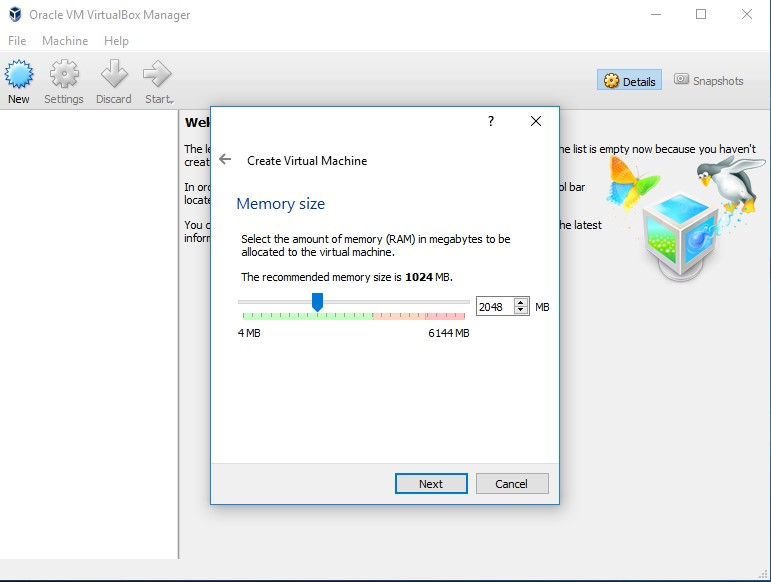 Oracle VM VirtualBox Manager
File Machine Help
New Settings Discard Start
Details Snapshots
Wel
The le
he list is empty now because you haven't
creat
In ord
ol bar
locate
You c
the latest
inform
?
Create Virtual Machine
Memory size
Select the amount of memory (RAM) in megabytes to be
allocated to the virtual machine.
The recommended memory size is 1024 MB.
2048 MB
4 MB 6144 MB
Next Cancel